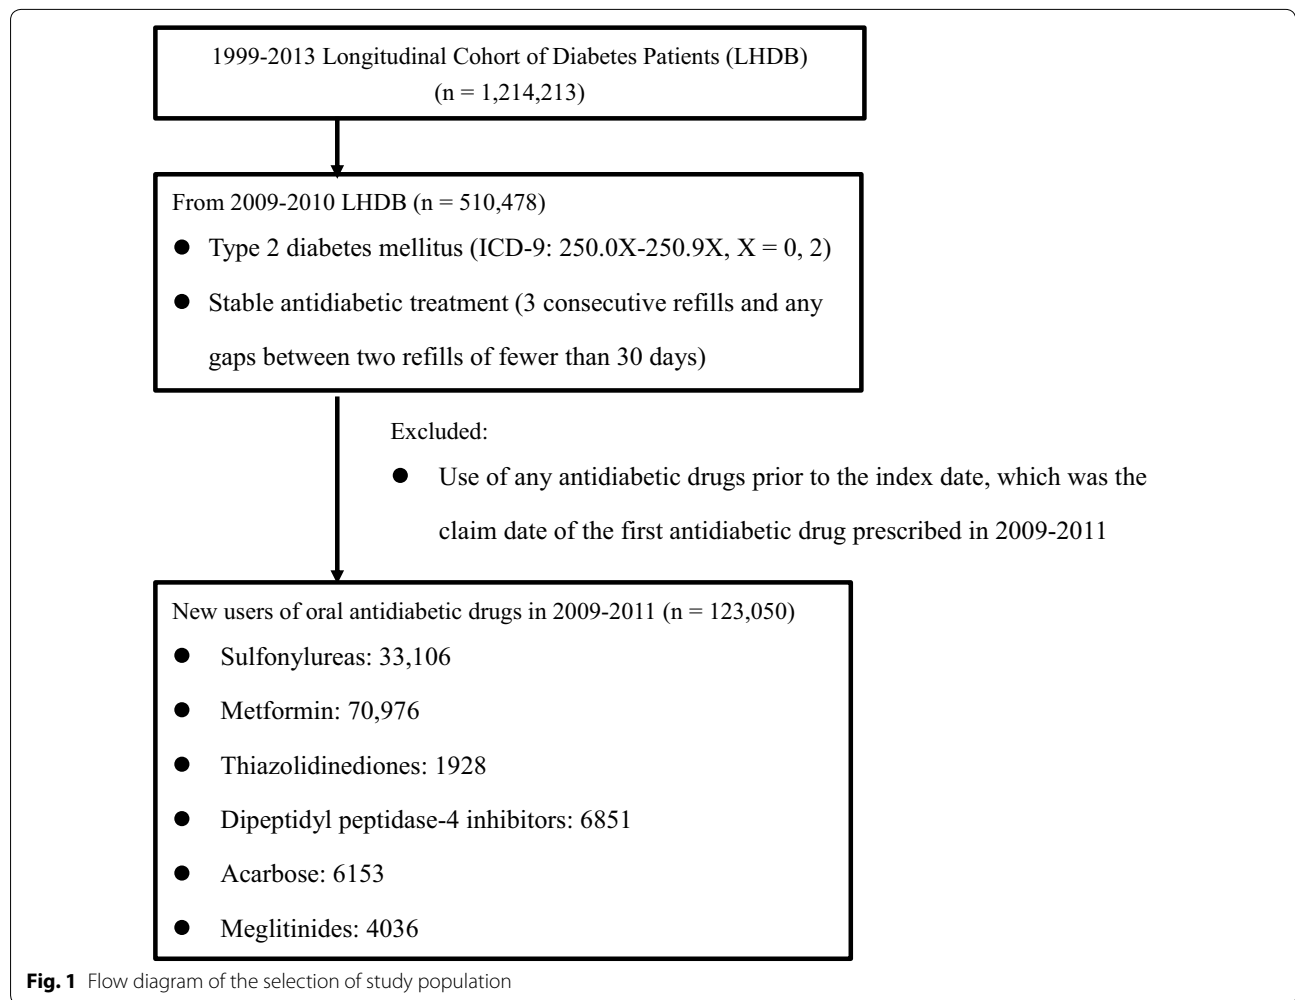 1999-2013 Longitudinal Cohort of Diabetes Patients (LHDB)
(n = 1,214,213)
From 2009-2010 LHDB (n = 510,478)
● Type 2 diabetes mellitus (ICD-9: 250.0X-250.9X, X = 0, 2)
● Stable antidiabetic treatment (3 consecutive refills and any
gaps between two refills of fewer than 30 days)
Excluded:
● Use of any antidiabetic drugs prior to the index date, which was the
claim date of the first antidiabetic drug prescribed in 2009-2011
New users of oral antidiabetic drugs in 2009-2011 (n = 123,050)
● Sulfonylureas: 33,106
● Metformin: 70,976
● Thiazolidinediones: 1928
● Dipeptidyl peptidase-4 inhibitors: 6851
● Acarbose: 6153
● Meglitinides: 4036
Fig. 1 Flow diagram of the selection of study population